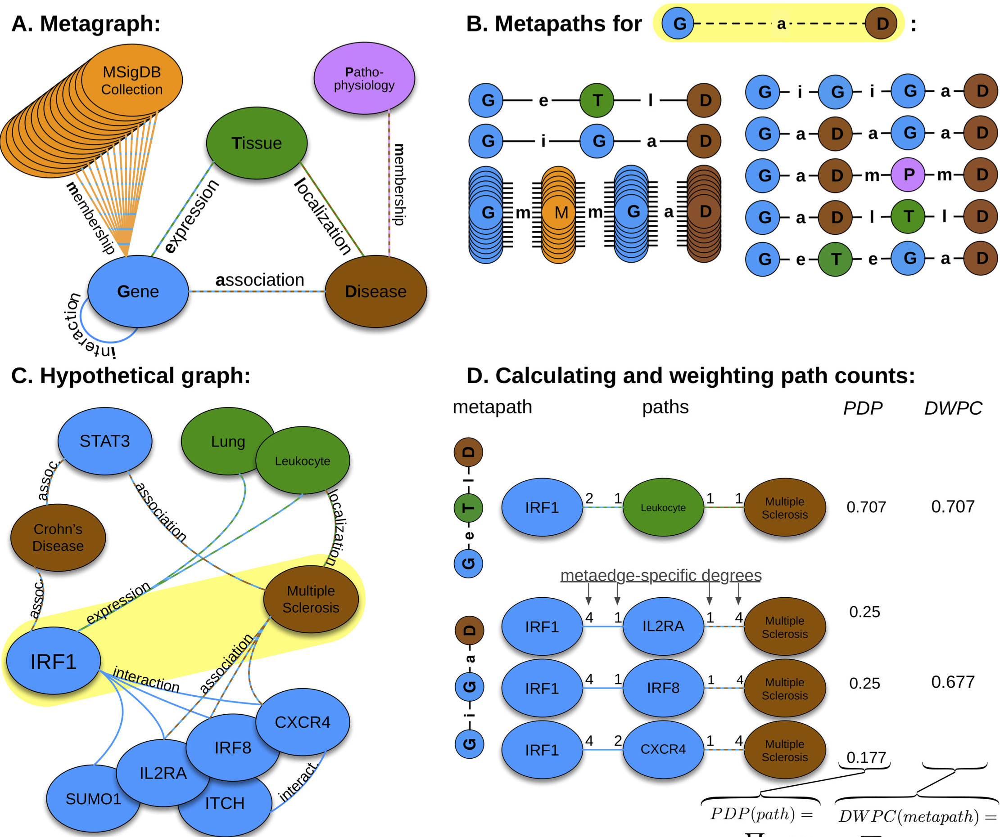 A. Metagraph:
MSigDB
Collection
Patho-
physiology
Tissue
membership
expression
localization
membership
Gene
association
Disease
interaction
B. Metapaths for G a D :
G e T l D
G i G a D
G m M m G a D
G i G i G a D
G a D a G a D
G a D m P m D
G a D l T l D
G e T e G a D
C. Hypothetical graph:
STAT3
Lung
Leukocyte
assoc.
association
localization
Crohn's
Disease
assoc.
expression
Multiple
Sclerosis
IRF1
interaction
association
CXCR4
IRF8
IL2RA
SUMO1
ITCH
interact.
D. Calculating and weighting path counts:
metapath paths PDP DWPC
G e T l D
IRF1 2 1 Leukocyte 1 1 Multiple
Sclerosis
0.707 0.707
metaedge-specific degrees
G i G a D
IRF1 4 1 IL2RA 1 4 Multiple
Sclerosis
0.25
IRF1 4 1 IRF8 1 4 Multiple
Sclerosis
0.25 0.677
IRF1 4 2 CXCR4 1 4 Multiple
Sclerosis
0.177
PDP(path) = DWPC(metapath) =